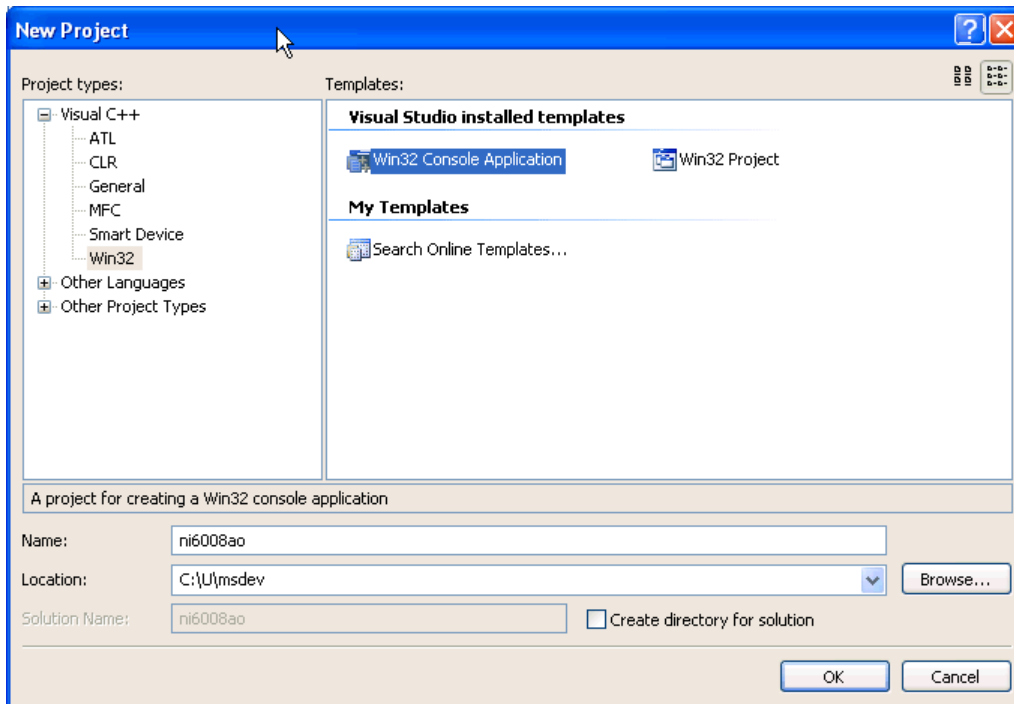 New Project
Project types:
Templates:
Visual C++
ATL
CLR
General
MFC
Smart Device
Win32
Other Languages
Other Project Types
Visual Studio installed templates
Win32 Console Application
Win32 Project
My Templates
Search Online Templates...
A project for creating a Win32 console application
Name:
ni6008ao
Location:
C:\U\msdev
Browse...
Solution Name:
ni6008ao
Create directory for solution
OK
Cancel